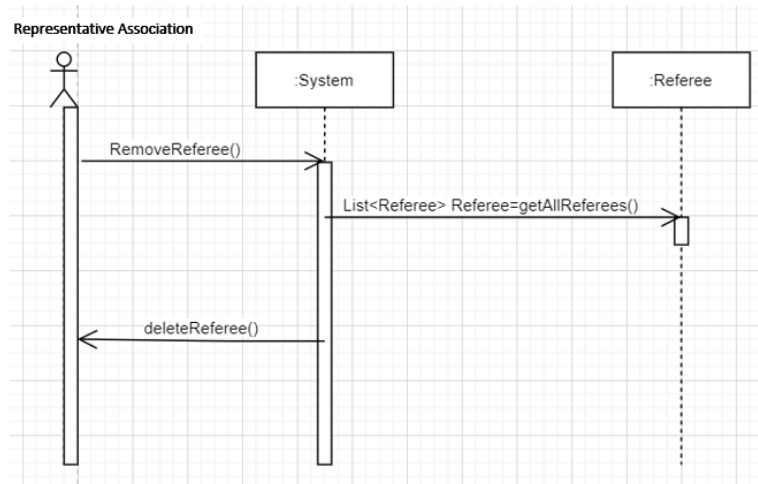 Representative Association
:System
:Referee
RemoveReferee()
List<Referee> Referee=getAllReferees()
deleteReferee()